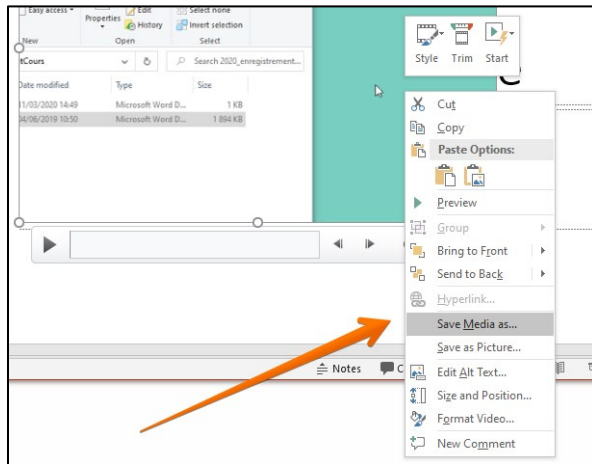 Easy access
Properties
Edit
History
Select none
Invert selection
New
Open
Select
tCours
Search 2020_enregistrement...
Date modified
Type
Size
11/03/2020 14:49
Microsoft Word D...
1 KB
04/06/2019 10:50
Microsoft Word D...
1 894 KB
Style
Trim
Start
Cut
Copy
Paste Options:
Preview
Group
Bring to Front
Send to Back
Hyperlink...
Save Media as...
Save as Picture...
Edit Alt Text...
Size and Position...
Format Video...
New Comment
Notes